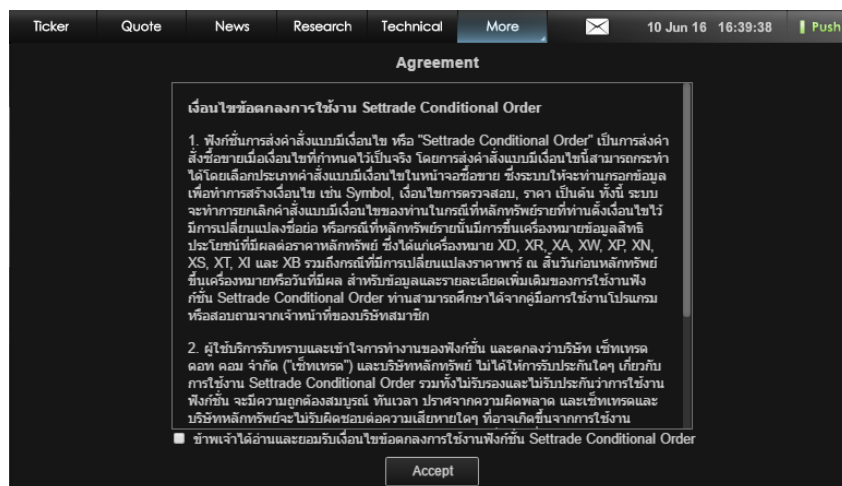 Ticker Quote News Research Technical More 10 Jun 16 16:39:38 Push
Agreement
เงื่อนไขข้อตกลงการใช้งาน Settrade Conditional Order
1. ฟังก์ชั่นการส่งคำสั่งแบบมีเงื่อนไข หรือ "Settrade Conditional Order" เป็นการส่งคำ
สั่งซื้อขายเมื่อเงื่อนไขที่กำหนดไว้เป็นจริง โดยการส่งคำสั่งแบบมีเงื่อนไขนี้สามารถกระทำ
ได้โดยเลือกประเภทคำสั่งแบบมีเงื่อนไขในหน้าจอซื้อขาย ซึ่งระบบให้จะท่านกรอกข้อมูล
เพื่อทำการสร้างเงื่อนไข เช่น Symbol, เงื่อนไขการตรวจสอบ, ราคา เป็นต้น ทั้งนี้ ระบบ
จะทำการยกเลิกคำสั่งแบบมีเงื่อนไขของท่านในกรณีที่หลักทรัพย์รายที่ท่านตั้งเงื่อนไขไว้
มีการเปลี่ยนแปลงชื่อย่อ หรือกรณีที่หลักทรัพย์รายนั้นมีการขึ้นเครื่องหมายข้อมูลสิทธิ
ประโยชน์ที่มีผลต่อราคาหลักทรัพย์ ซึ่งได้แก่เครื่องหมาย XD, XR, XA, XW, XP, XN,
XS, XT, XI และ XB รวมถึงกรณีที่มีการเปลี่ยนแปลงราคาพาร์ ณ สิ้นวันก่อนหลักทรัพย์
ขึ้นเครื่องหมายหรือวันที่มีผล สำหรับข้อมูลและรายละเอียดเพิ่มเติมของการใช้งานฟัง
ก์ชั่น Settrade Conditional Order ท่านสามารถศึกษาได้จากคู่มือการใช้งานโปรแกรม
หรือสอบถามจากเจ้าหน้าที่ของบริษัทสมาชิก
2. ผู้ใช้บริการรับทราบและเข้าใจการทำงานของฟังก์ชั่น และตกลงว่าบริษัท เซ็ทเทรด
ดอท คอม จำกัด ("เซ็ทเทรด") และบริษัทหลักทรัพย์ ไม่ได้ให้การรับประกันใดๆ เกี่ยวกับ
การใช้งาน Settrade Conditional Order รวมทั้งไม่รับรองและไม่รับประกันว่าการใช้งาน
ฟังก์ชั่น จะมีความถูกต้องสมบูรณ์ ทันเวลา ปราศจากความผิดพลาด และเซ็ทเทรดและ
บริษัทหลักทรัพย์จะไม่รับผิดชอบต่อความเสียหายใดๆ ที่อาจเกิดขึ้นจากการใช้งาน
ข้าพเจ้าได้อ่านและยอมรับเงื่อนไขข้อตกลงการใช้งานฟังก์ชั่น Settrade Conditional Order
Accept